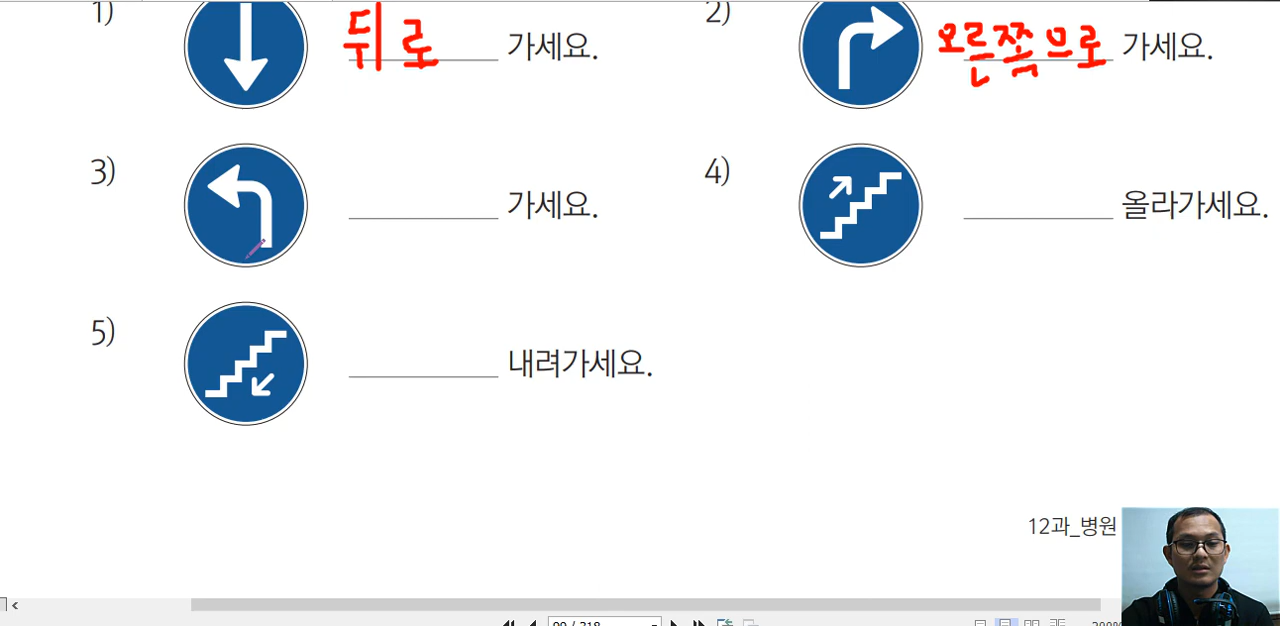 1) 뒤로 가세요. 2) 오른쪽으로 가세요.
3) 가세요. 4) 올라가세요.
5) 내려가세요.
12과_병원